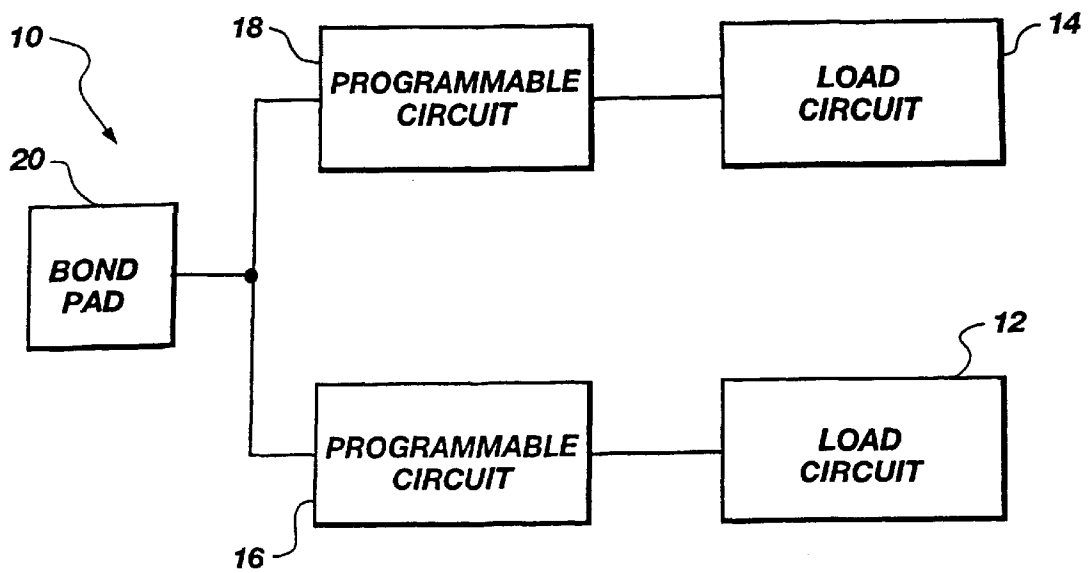 10
18
PROGRAMMABLE
CIRCUIT
14
LOAD
CIRCUIT
20
BOND
PAD
12
PROGRAMMABLE
CIRCUIT
LOAD
CIRCUIT
16